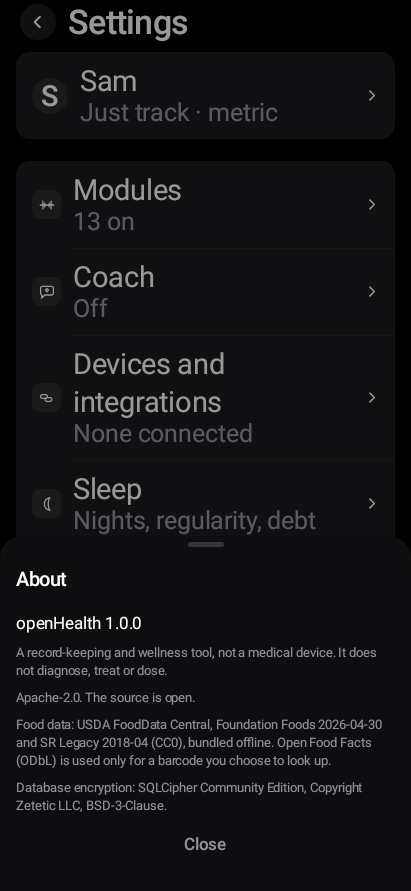 Settings
S
Sam
Just track · metric
Modules
13 on
Coach
Off
Devices and
integrations
None connected
Sleep
Nights, regularity, debt
About
openHealth 1.0.0
A record-keeping and wellness tool, not a medical device. It does
not diagnose, treat or dose.
Apache-2.0. The source is open.
Food data: USDA FoodData Central, Foundation Foods 2026-04-30
and SR Legacy 2018-04 (CC0), bundled offline. Open Food Facts
(ODbL) is used only for a barcode you choose to look up.
Database encryption: SQLCipher Community Edition, Copyright
Zetetic LLC, BSD-3-Clause.
Close